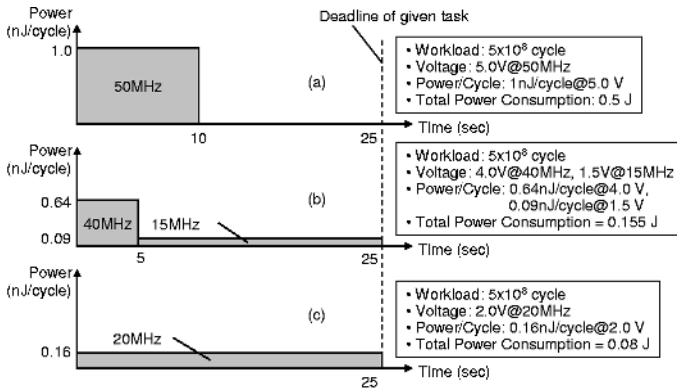 Power
(nJ/cycle)
Deadline of given task
1.0
50MHz
(a)
10
25
Time (sec)
• Workload: 5x10⁸ cycle
• Voltage: 5.0V@50MHz
• Power/Cycle: 1nJ/cycle@5.0 V
• Total Power Consumption: 0.5 J
Power
(nJ/cycle)
0.64
0.09
40MHz
15MHz
(b)
5
25
Time (sec)
• Workload: 5x10⁸ cycle
• Voltage: 4.0V@40MHz, 1.5V@15MHz
• Power/Cycle: 0.64nJ/cycle@4.0 V,
0.09nJ/cycle@1.5 V
• Total Power Consumption = 0.155 J
Power
(nJ/cycle)
0.16
20MHz
(c)
25
Time (sec)
• Workload: 5x10⁸ cycle
• Voltage: 2.0V@20MHz
• Power/Cycle: 0.16nJ/cycle@2.0 V
• Total Power Consumption = 0.08 J